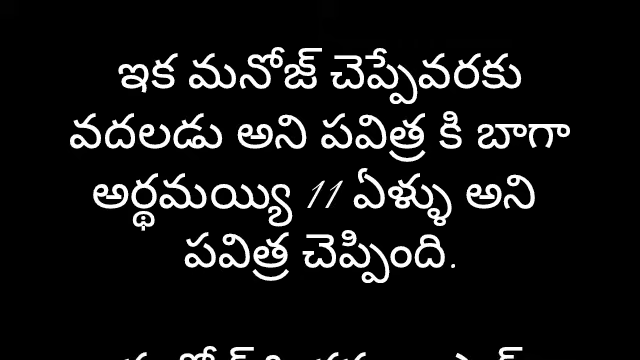 ఇక మనోజ్ చెప్పేవరకు
వదలడు అని పవిత్ర కి బాగా
అర్థమయ్యి 11 ఏళ్ళు అని
పవిత్ర చెప్పింది.